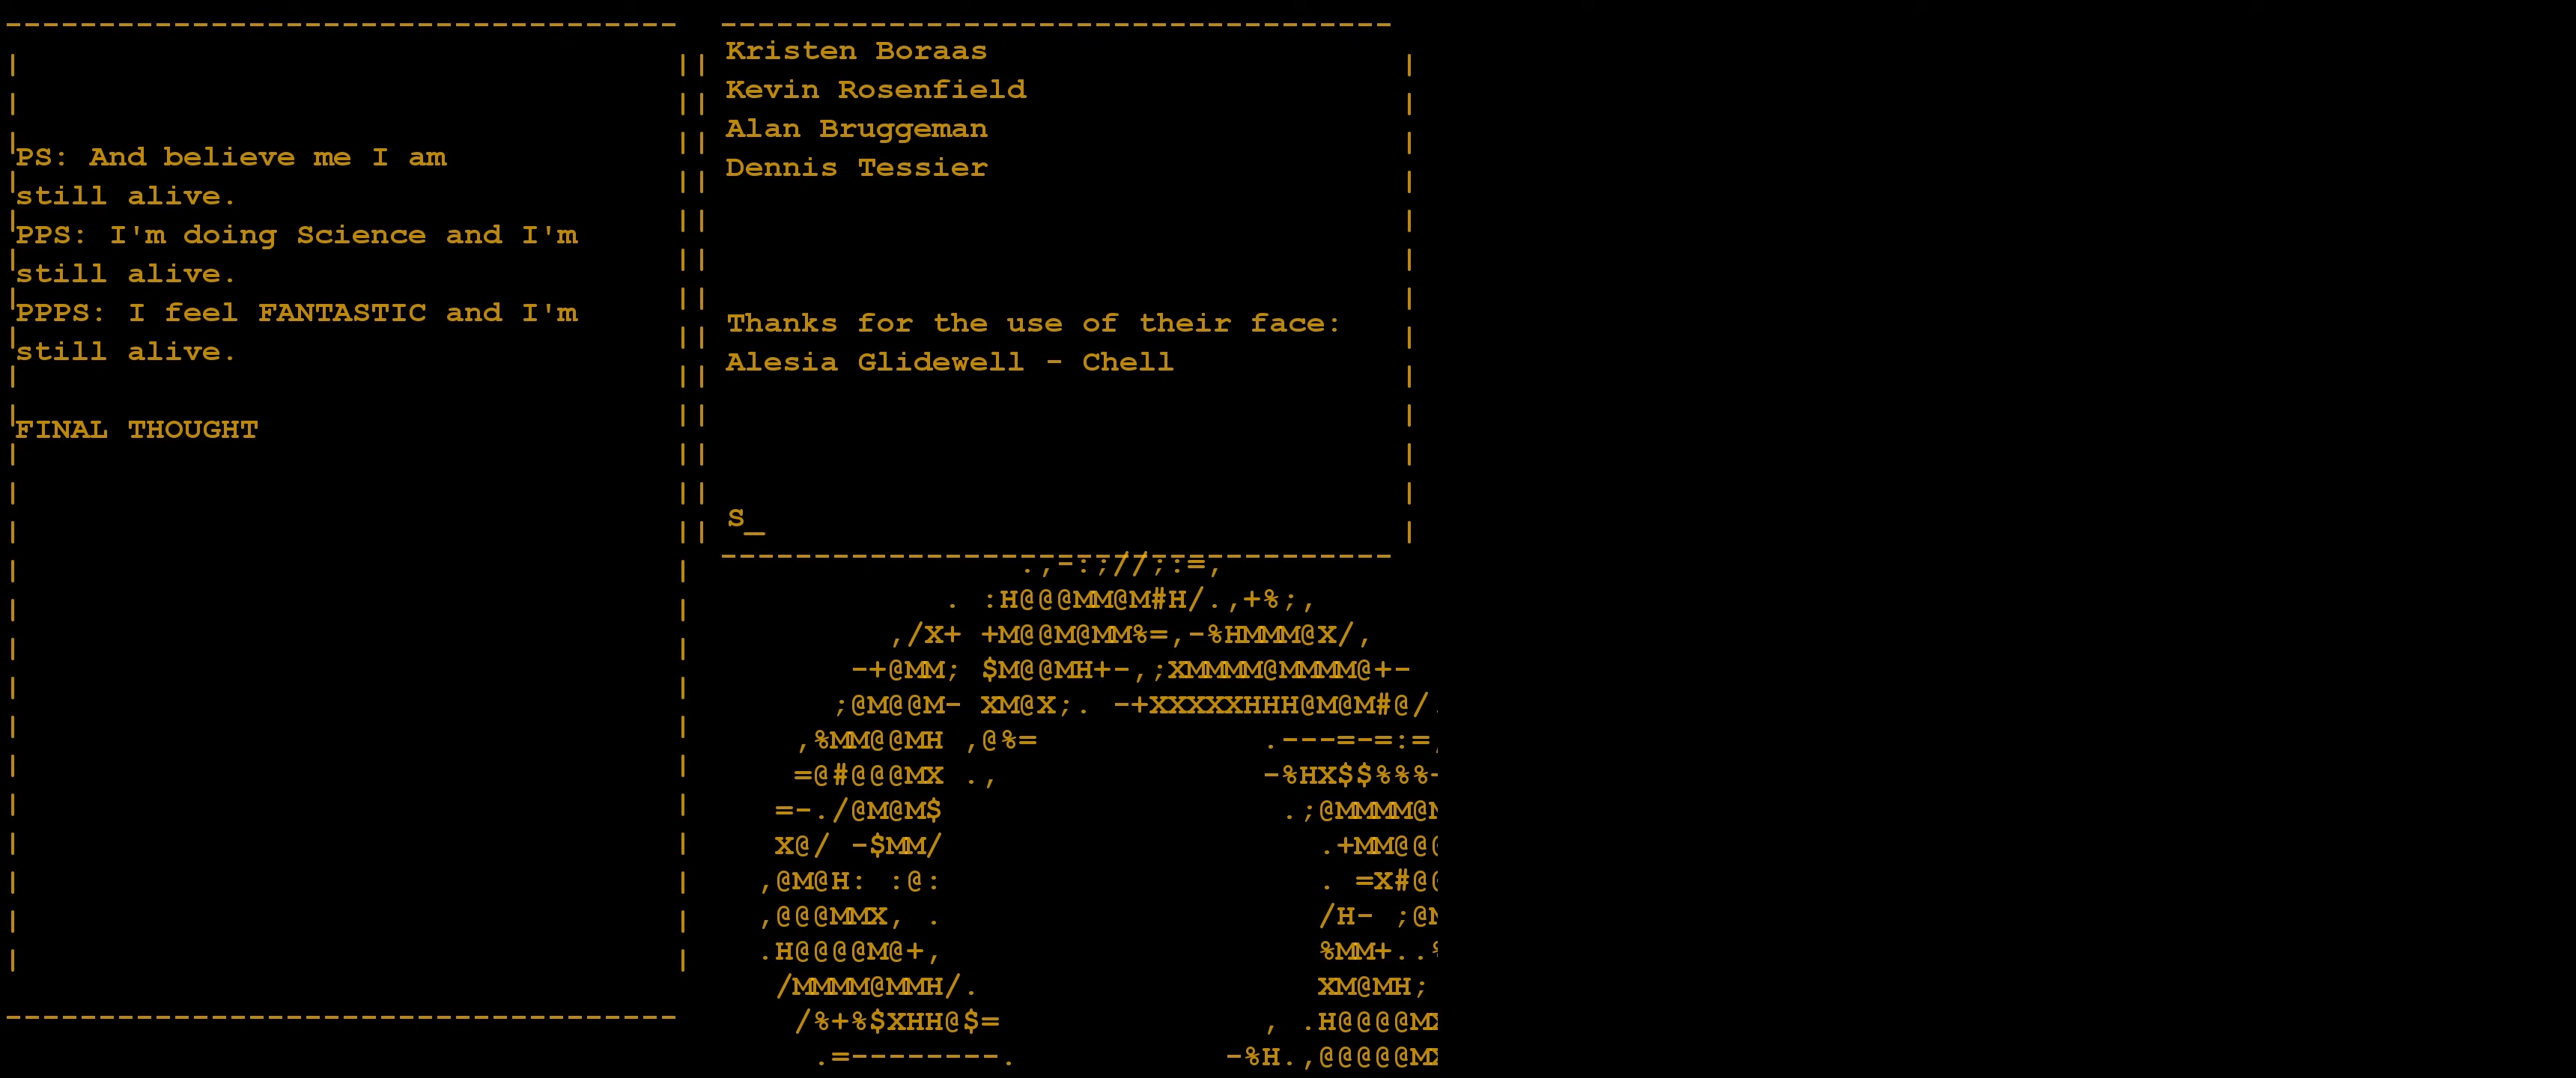 PS: And believe me I am
still alive.
PPS: I'm doing Science and I'm
still alive.
PPPS: I feel FANTASTIC and I'm
still alive.
FINAL THOUGHT
Kristen Boraas
Kevin Rosenfield
Alan Bruggeman
Dennis Tessier
Thanks for the use of their face:
Alesia Glidewell - Chell
S_